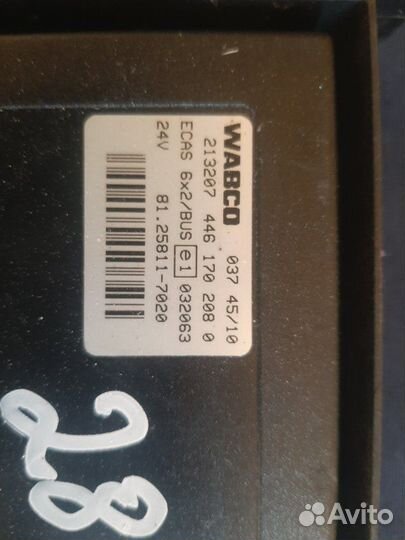 WABCO 037 45/10
213207 446 170 208 0
ECAS 6x2/BUS e1 032063
24V 81.25811-7020
28
Avito